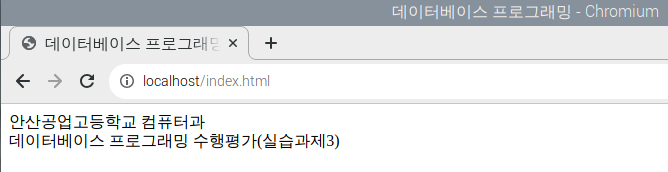 데이터베이스 프로그래밍 - Chromium
데이터베이스 프로그래밍
localhost/index.html
안산공업고등학교 컴퓨터과
데이터베이스 프로그래밍 수행평가(실습과제3)